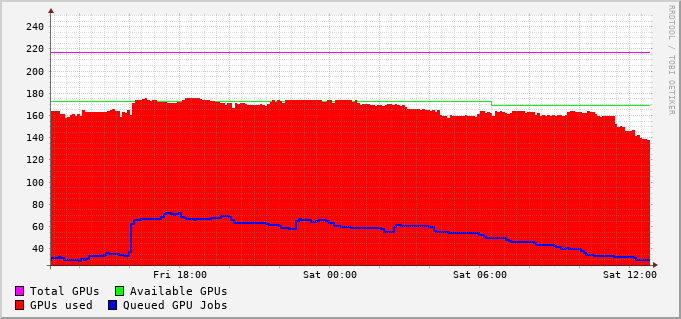 240
220
200
180
160
140
120
100
80
60
40
Fri 18:00 Sat 00:00 Sat 06:00 Sat 12:00
Total GPUs Available GPUs
GPUs used Queued GPU Jobs
RRDTOOL / TOBI OETIKER